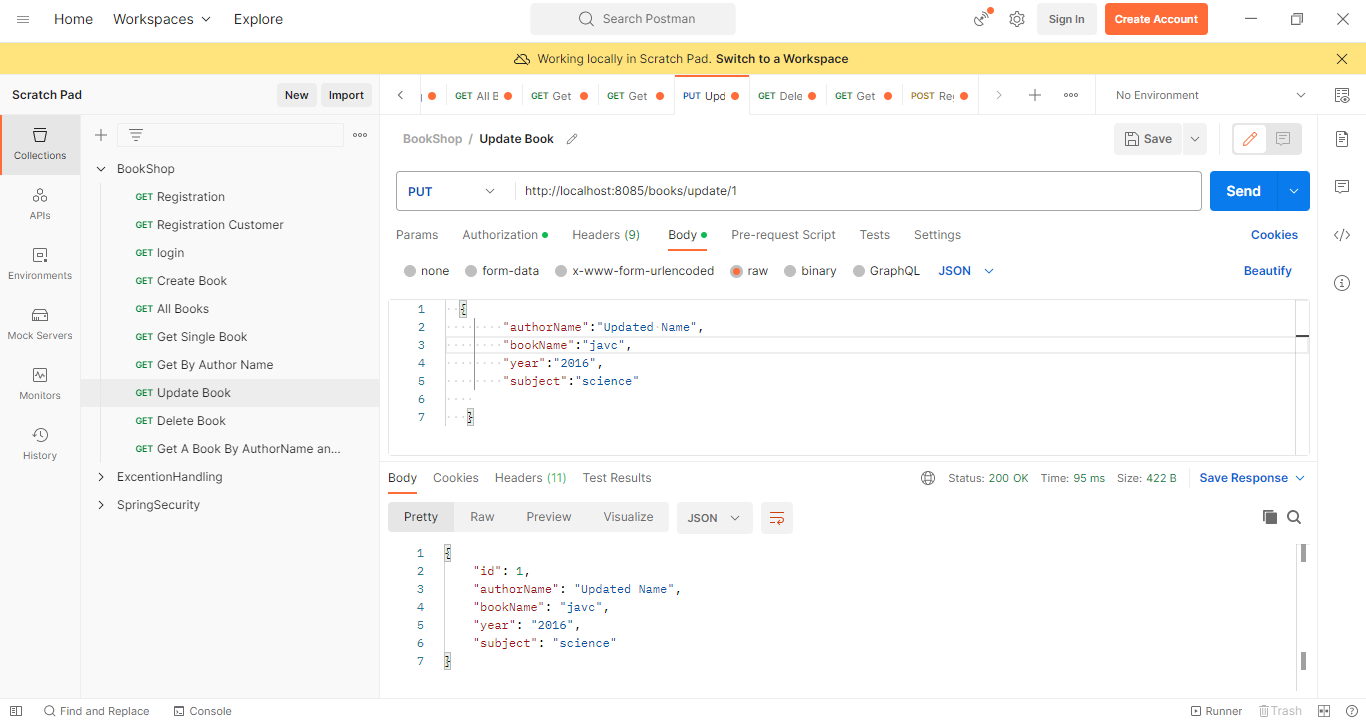 Home Workspaces Explore Search Postman Sign In Create Account
Working locally in Scratch Pad. Switch to a Workspace
Scratch Pad New Import
GET All B GET Get GET Get PUT Upd GET Dele GET Get POST Reg No Environment
Collections
APIs
Environments
Mock Servers
Monitors
History
BookShop
GET Registration
GET Registration Customer
GET login
GET Create Book
GET All Books
GET Get Single Book
GET Get By Author Name
GET Update Book
GET Delete Book
GET Get A Book By AuthorName an...
ExcentionHandling
SpringSecurity
BookShop / Update Book Save
PUT http://localhost:8085/books/update/1 Send
Params Authorization Headers (9) Body Pre-request Script Tests Settings Cookies
none form-data x-www-form-urlencoded raw binary GraphQL JSON Beautify
1 {
2 "authorName":"Updated Name",
3 "bookName":"javc",
4 "year":"2016",
5 "subject":"science"
6
7 }
Body Cookies Headers (11) Test Results Status: 200 OK Time: 95 ms Size: 422 B Save Response
Pretty Raw Preview Visualize JSON
1 {
2 "id": 1,
3 "authorName": "Updated Name",
4 "bookName": "javc",
5 "year": "2016",
6 "subject": "science"
7 }
Find and Replace Console Runner Trash